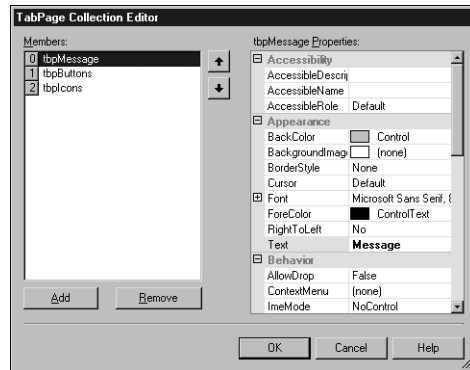 TabPage Collection Editor
Members:
0 tbpMessage
1 tbpButtons
2 tbpIcons
Add
Remove
tbpMessage Properties:
Accessibility
AccessibleDescrip
AccessibleName
AccessibleRole Default
Appearance
BackColor Control
BackgroundImag (none)
BorderStyle None
Cursor Default
Font Microsoft Sans Serif, 8
ForeColor ControlText
RightToLeft No
Text Message
Behavior
AllowDrop False
ContextMenu (none)
ImeMode NoControl
OK
Cancel
Help